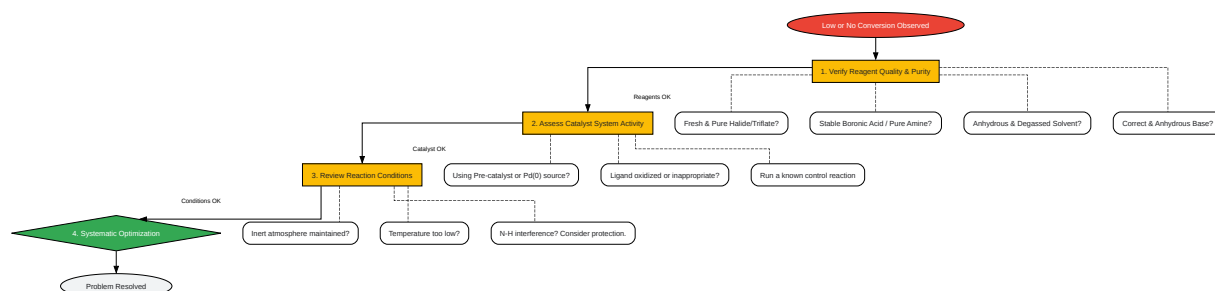 Low or No Conversion Observed
1. Verify Reagent Quality & Purity
Reagents OK
Fresh & Pure Halide/Triflate?
Stable Boronic Acid / Pure Amine?
Anhydrous & Degassed Solvent?
Correct & Anhydrous Base?
2. Assess Catalyst System Activity
Catalyst OK
Using Pre-catalyst or Pd(0) source?
Ligand oxidized or inappropriate?
Run a known control reaction
3. Review Reaction Conditions
Conditions OK
Inert atmosphere maintained?
Temperature too low?
N-H interference? Consider protection.
4. Systematic Optimization
Problem Resolved